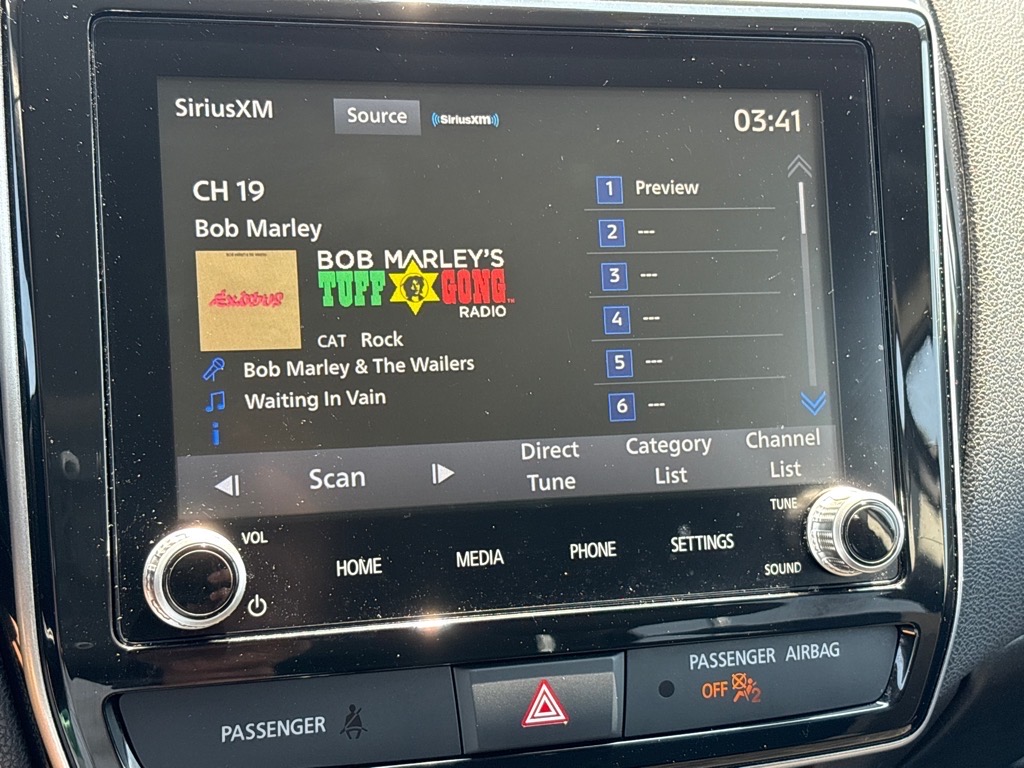 SiriusXM
Source
SiriusXM
03:41
CH 19
Bob Marley
Exodus
BOB MARLEY'S
TUFF GONG
RADIO
CAT Rock
Bob Marley & The Wailers
Waiting In Vain
i
1 Preview
2 ---
3 ---
4 ---
5 ---
6 ---
Scan
Direct
Tune
Category
List
Channel
List
VOL
HOME
MEDIA
PHONE
SETTINGS
TUNE
SOUND
PASSENGER
PASSENGER AIRBAG
OFF
2